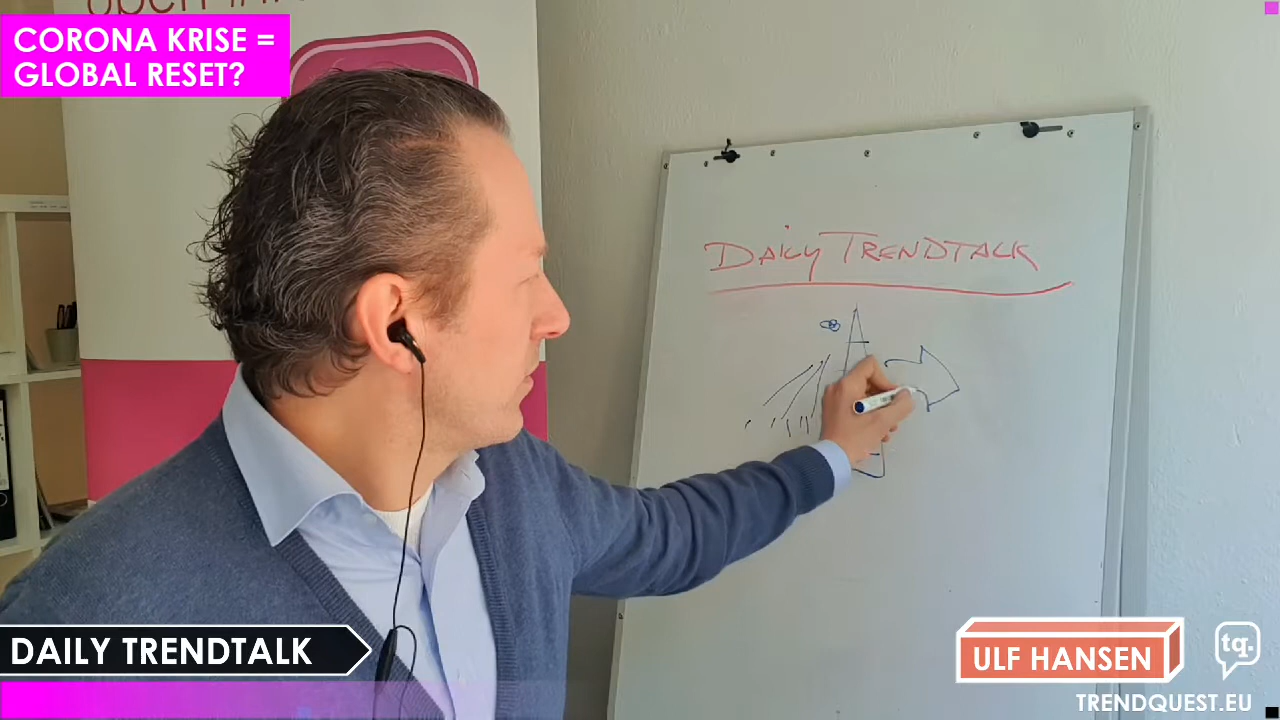 CORONA KRISE =
GLOBAL RESET?
DAILY TRENDTALK
DAILY TRENDTALK
ULF HANSEN
tq.
TRENDQUEST.EU